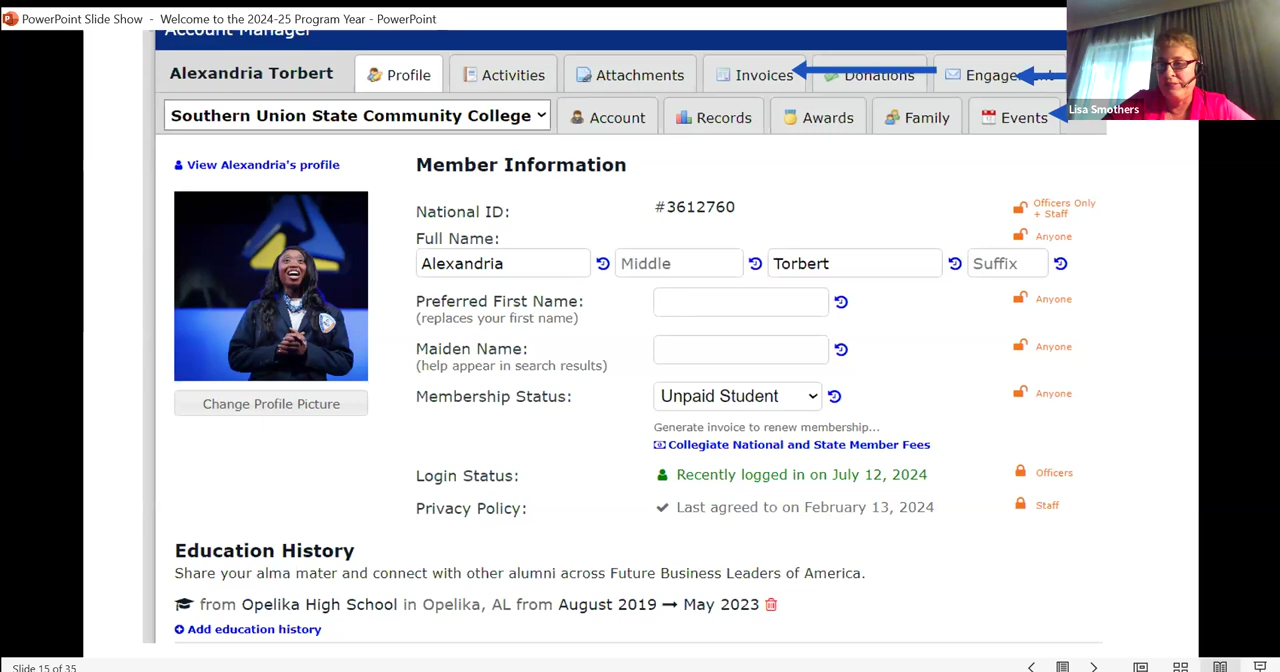 PowerPoint Slide Show - Welcome to the 2024-25 Program Year - PowerPoint
Account Manager
Alexandria Torbert
Profile
Activities
Attachments
Invoices
Donations
Southern Union State Community College
Account
Records
Awards
Family
Events
Lisa Smothers
View Alexandria's profile
Member Information
National ID: #3612760 Officers Only + Staff
Full Name: Anyone
Alexandria Middle Torbert Suffix
Preferred First Name: Anyone
(replaces your first name)
Maiden Name: Anyone
(help appear in search results)
Change Profile Picture
Membership Status: Unpaid Student Anyone
Generate invoice to renew membership...
Collegiate National and State Member Fees
Login Status: Recently logged in on July 12, 2024 Officers
Privacy Policy: Last agreed to on February 13, 2024 Staff
Education History
Share your alma mater and connect with other alumni across Future Business Leaders of America.
from Opelika High School in Opelika, AL from August 2019 → May 2023
Add education history
Slide 15 of 35